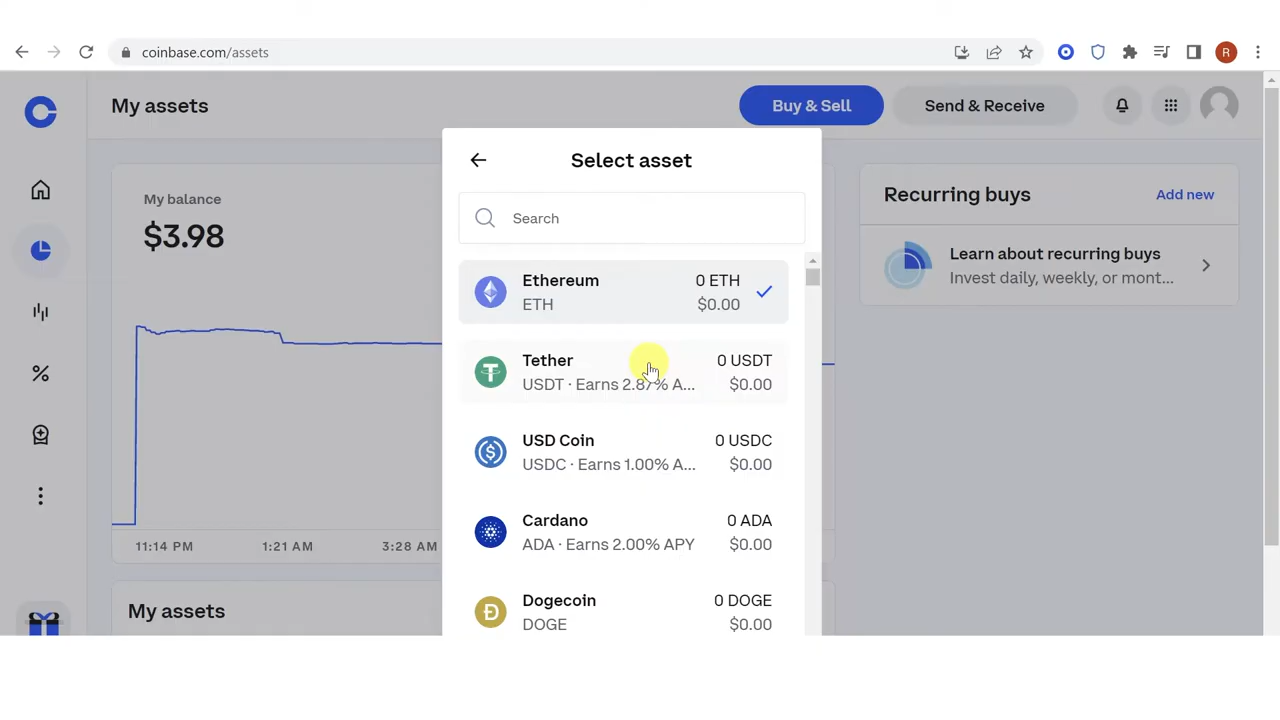 coinbase.com/assets
R
My assets
Buy & Sell
Send & Receive
My balance
$3.98
11:14 PM
1:21 AM
3:28 AM
My assets
Select asset
Search
Ethereum
0 ETH
ETH
$0.00
Tether
0 USDT
USDT · Earns 2.87% A...
$0.00
USD Coin
0 USDC
USDC · Earns 1.00% A...
$0.00
Cardano
0 ADA
ADA · Earns 2.00% APY
$0.00
Dogecoin
0 DOGE
DOGE
$0.00
Recurring buys
Add new
Learn about recurring buys
Invest daily, weekly, or mont...